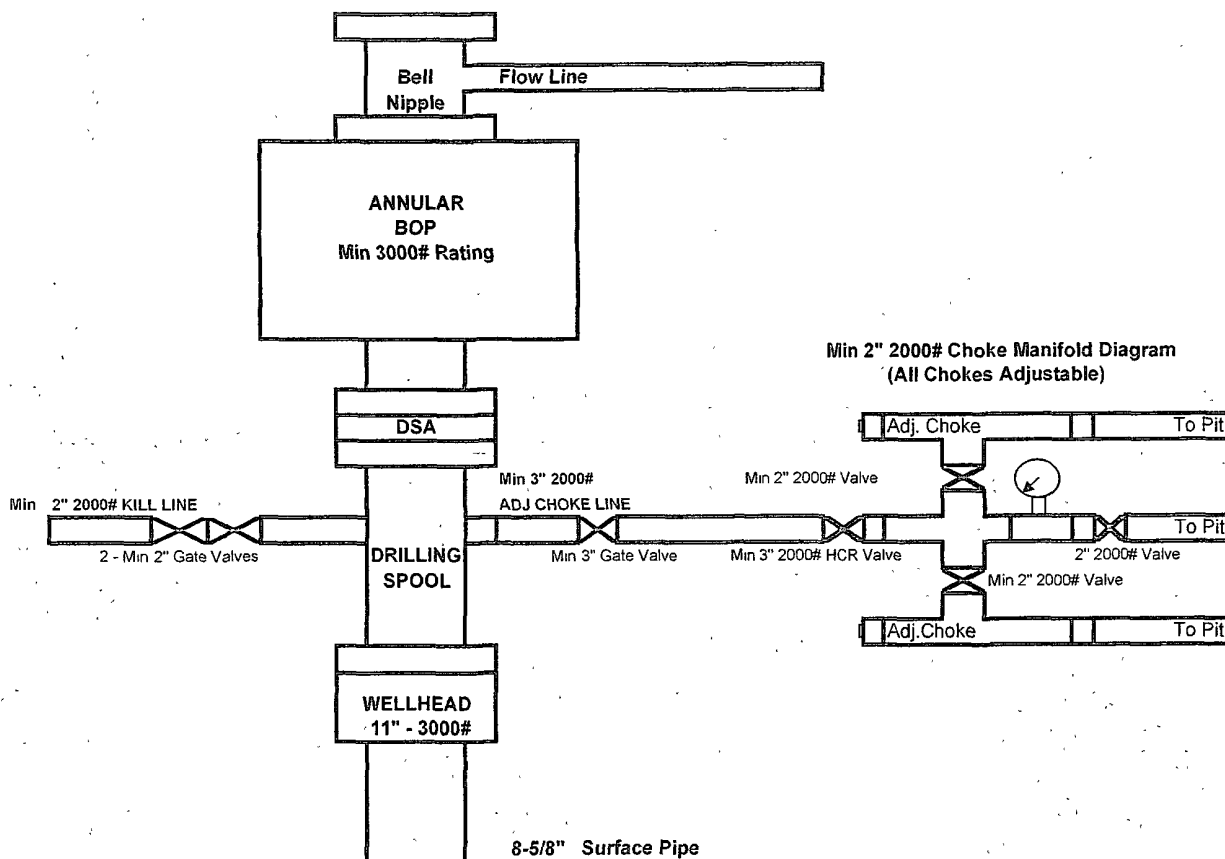 Bell
Nipple
Flow Line
ANNULAR
BOP
Min 3000# Rating
Min 2" 2000# Choke Manifold Diagram
(All Chokes Adjustable)
DSA
Adj. Choke
To Pit
Min 3" 2000#
ADJ CHOKE LINE
Min 2" 2000# Valve
Min 2" 2000# KILL LINE
To Pit
2 - Min 2" Gate Valves
DRILLING
SPOOL
Min 3" Gate Valve
Min 3" 2000# HCR Valve
2" 2000# Valve
Min 2" 2000# Valve
Adj.Choke
To Pit
WELLHEAD
11" - 3000#
8-5/8" Surface Pipe